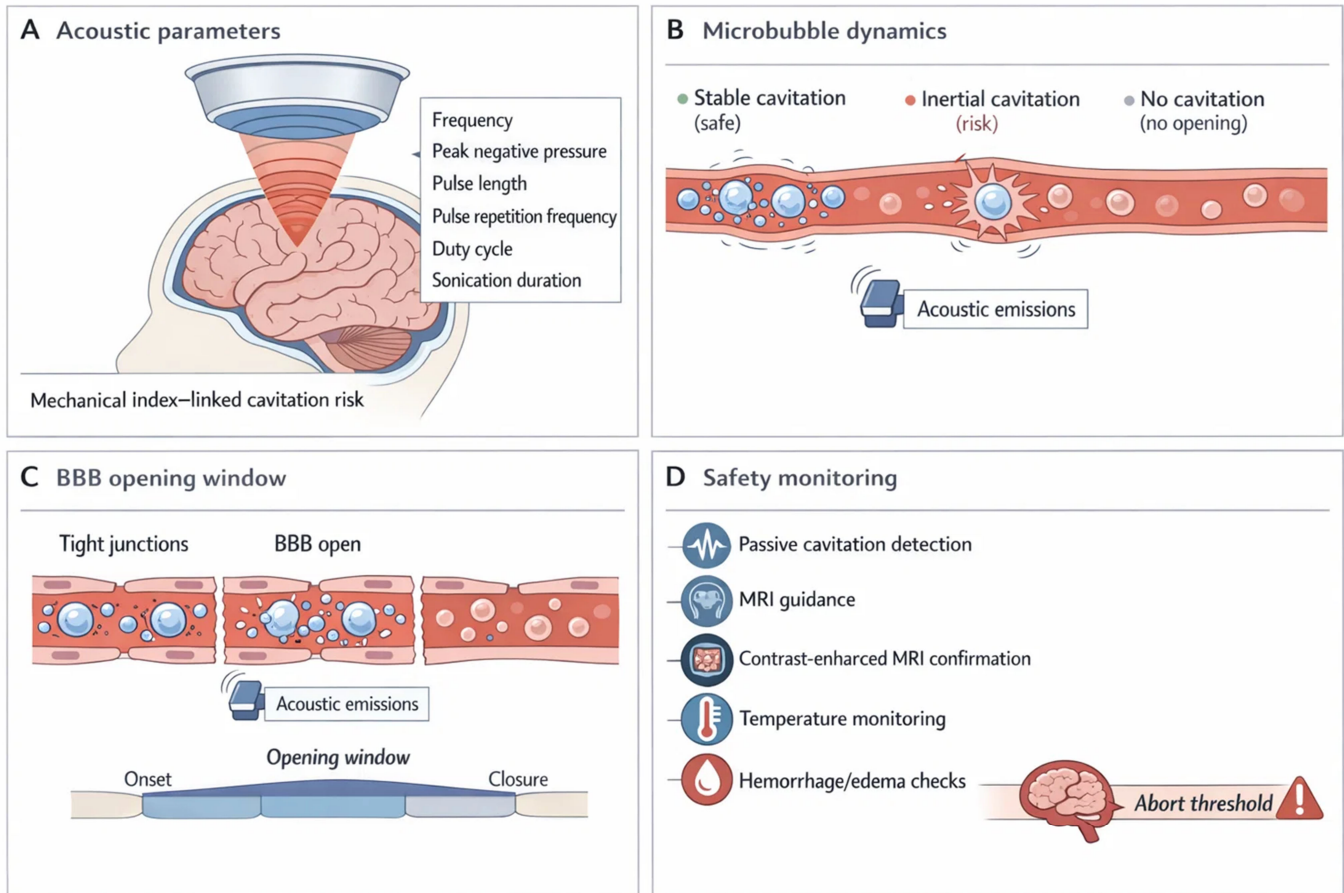 A Acoustic parameters
Frequency
Peak negative pressure
Pulse length
Pulse repetition frequency
Duty cycle
Sonication duration
Mechanical index–linked cavitation risk
B Microbubble dynamics
Stable cavitation
(safe)
Inertial cavitation
(risk)
No cavitation
(no opening)
Acoustic emissions
C BBB opening window
Tight junctions
BBB open
Acoustic emissions
Opening window
Onset
Closure
D Safety monitoring
Passive cavitation detection
MRI guidance
Contrast-enharced MRI confirmation
Temperature monitoring
Hemorrhage/edema checks
Abort threshold
!